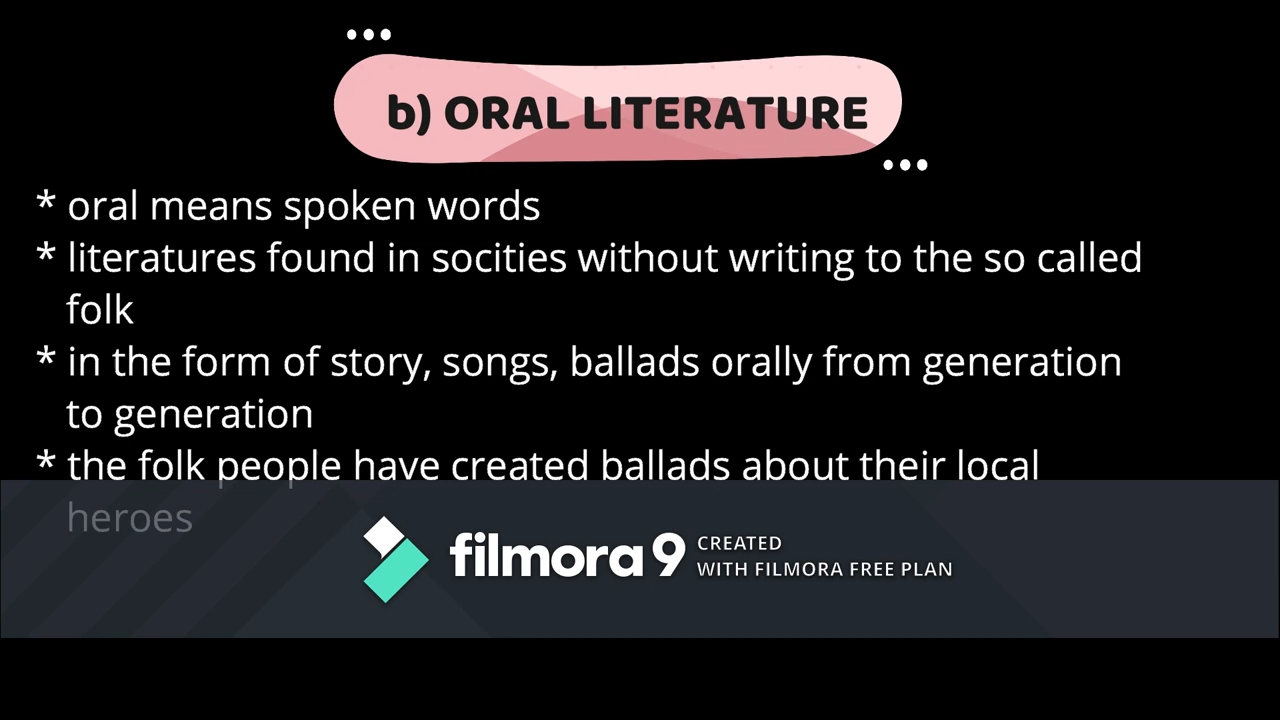 b) ORAL LITERATURE
* oral means spoken words
* literatures found in socities without writing to the so called
folk
* in the form of story, songs, ballads orally from generation
to generation
* the folk people have created ballads about their local
heroes
filmora 9 CREATED
WITH FILMORA FREE PLAN